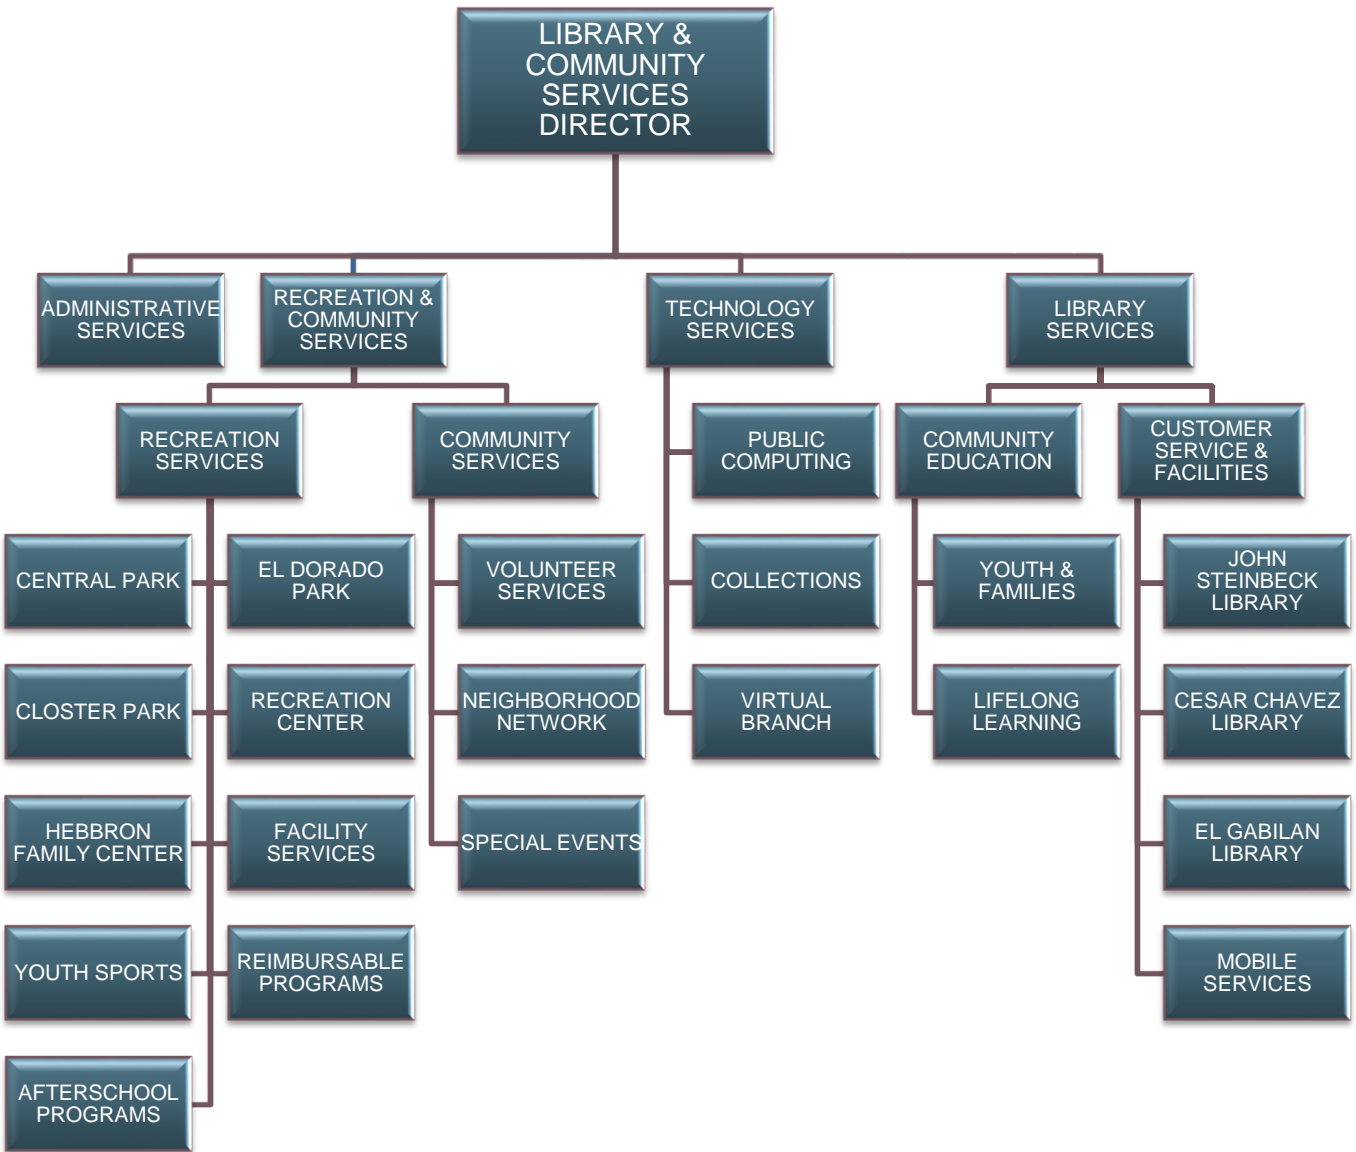 LIBRARY &
COMMUNITY
SERVICES
DIRECTOR
ADMINISTRATIVE
SERVICES
RECREATION &
COMMUNITY
SERVICES
TECHNOLOGY
SERVICES
LIBRARY
SERVICES
RECREATION
SERVICES
COMMUNITY
SERVICES
PUBLIC
COMPUTING
COMMUNITY
EDUCATION
CUSTOMER
SERVICE &
FACILITIES
CENTRAL PARK
EL DORADO
PARK
VOLUNTEER
SERVICES
COLLECTIONS
YOUTH &
FAMILIES
JOHN
STEINBECK
LIBRARY
CLOSTER PARK
RECREATION
CENTER
NEIGHBORHOOD
NETWORK
VIRTUAL
BRANCH
LIFELONG
LEARNING
CESAR CHAVEZ
LIBRARY
HEBBRON
FAMILY CENTER
FACILITY
SERVICES
SPECIAL EVENTS
EL GABILAN
LIBRARY
YOUTH SPORTS
REIMBURSABLE
PROGRAMS
MOBILE
SERVICES
AFTERSCHOOL
PROGRAMS